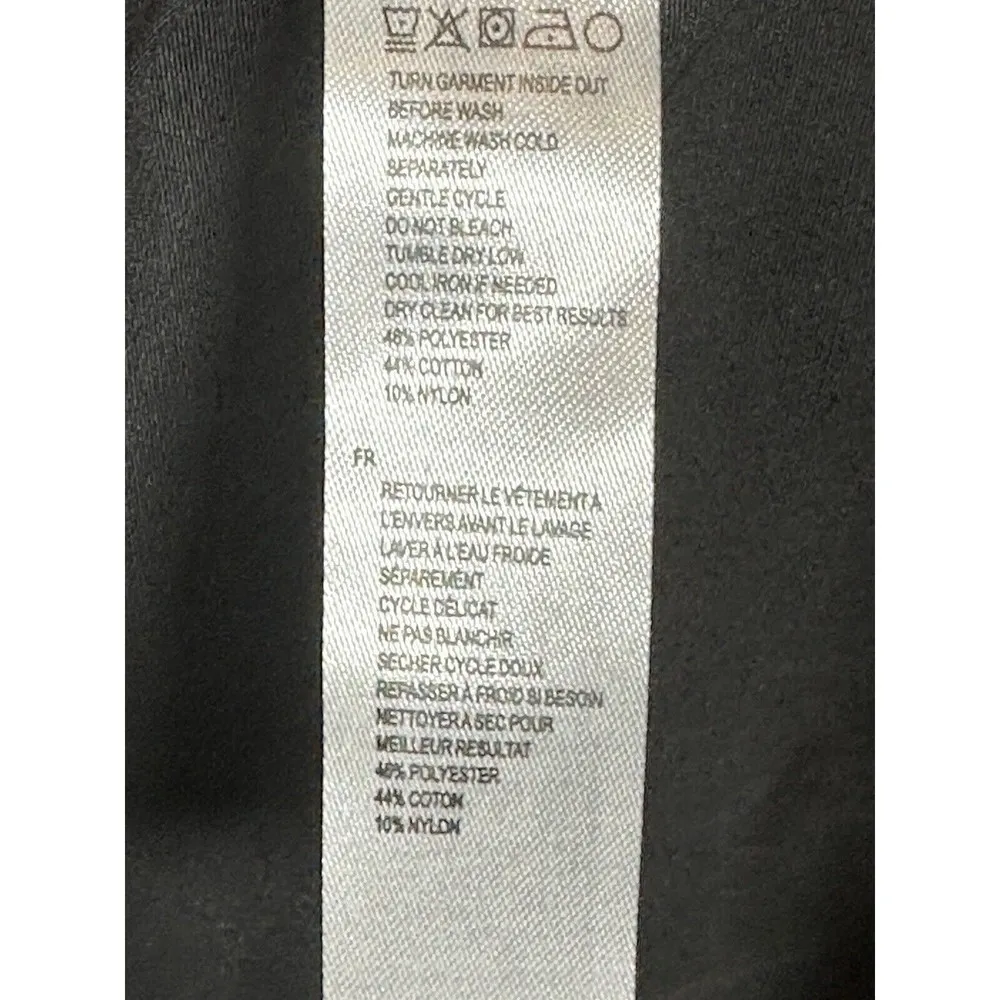 TURN GARMENT INSIDE OUT
BEFORE WASH
MACHINE WASH COLD
SEPARATELY
GENTLE CYCLE
DO NOT BLEACH
TUMBLE DRY LOW
COOL IRON IF NEEDED
DRY CLEAN FOR BEST RESULTS
46% POLYESTER
44% COTTON
10% NYLON
FR
RETOURNER LE VÊTEMENT A
L'ENVERS AVANT LE LAVAGE
LAVER À L'EAU FROIDE
SÉPAREMENT
CYCLE DÉLICAT
NE PAS BLANCHIR
SECHER CYCLE DOUX
REPASSER A FROID SI BESOIN
NETTOYER A SEC POUR
MEILLEUR RESULTAT
46% POLYESTER
44% COTON
10% NYLON